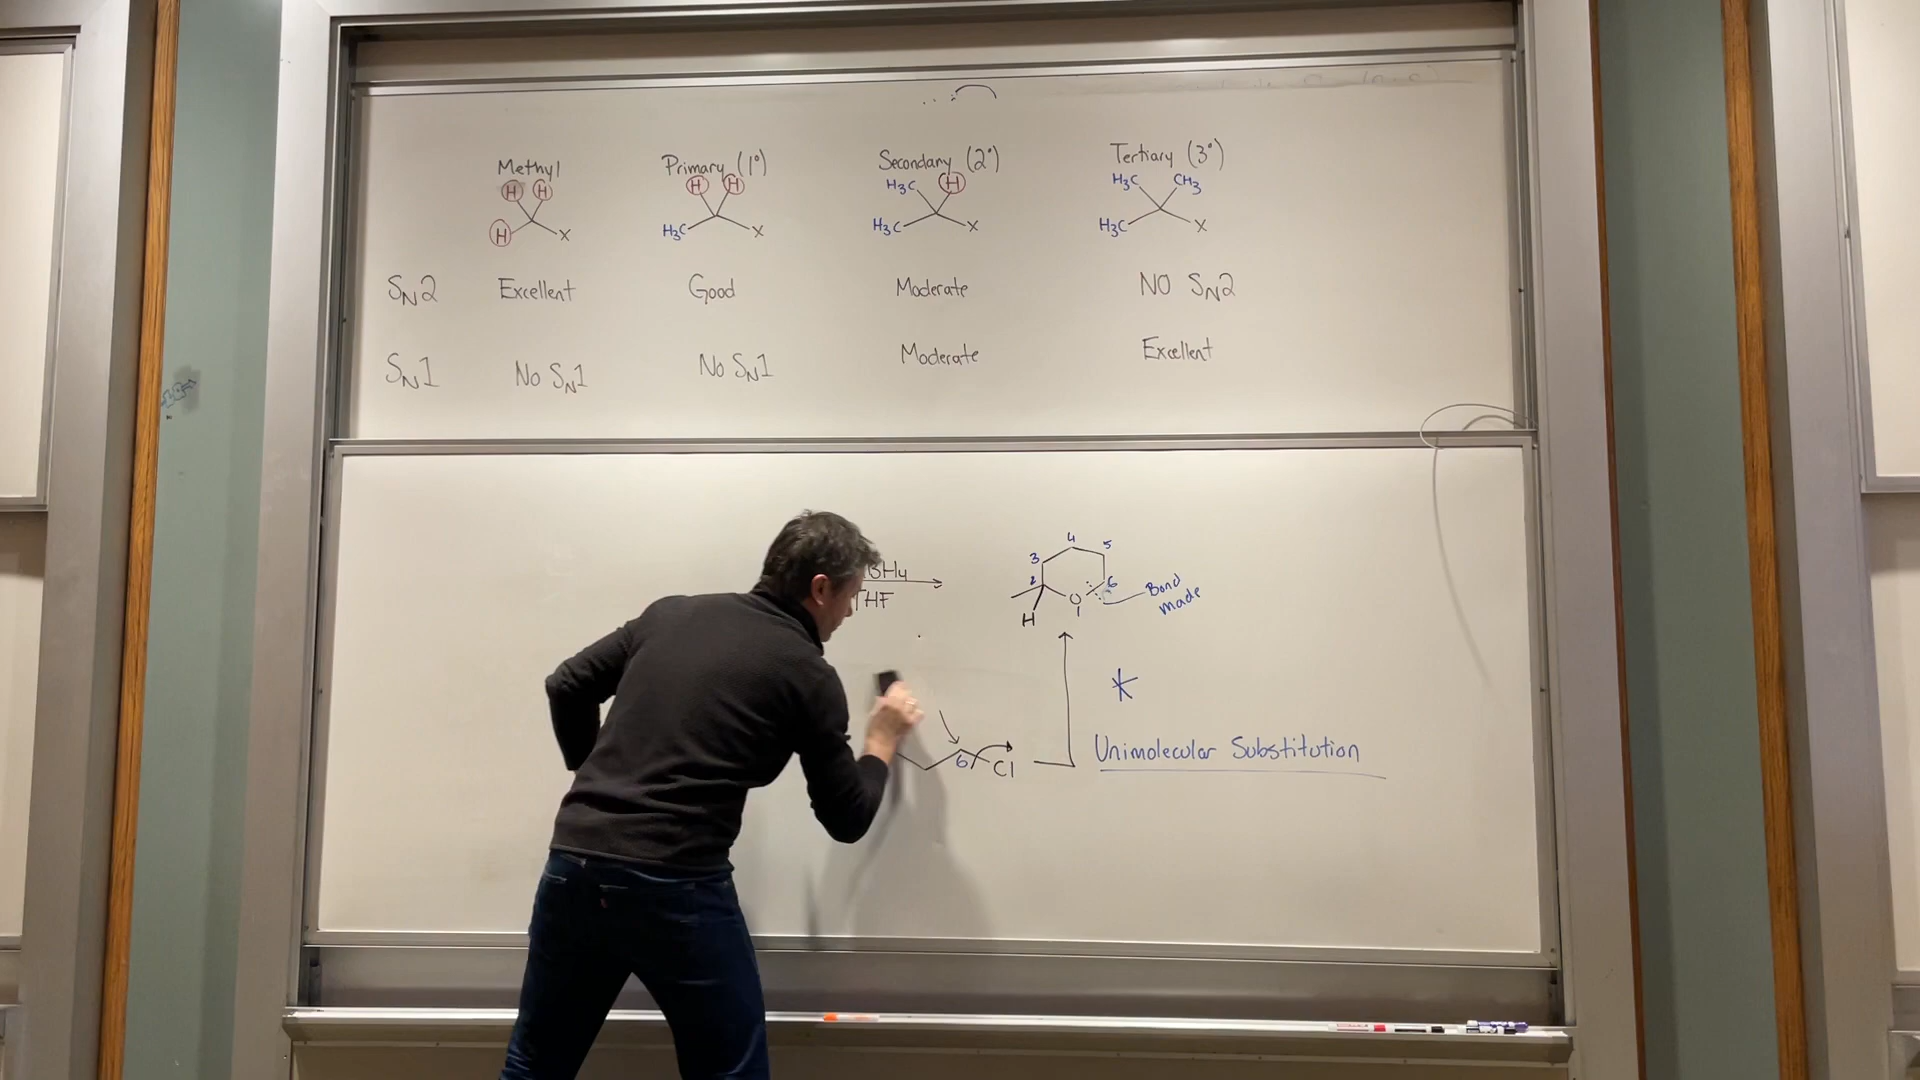 Methyl Primary (1°) Secondary (2°) Tertiary (3°)
H H H H H₃C H H₃C CH₃
H X H₃C X H₃C X H₃C X
SN2 Excellent Good Moderate NO SN2
SN1 No SN1 No SN1 Moderate Excellent
4 5
3
BH₄ 2 6 Bond
THF O made
H 1
6 Cl Unimolecular Substitution